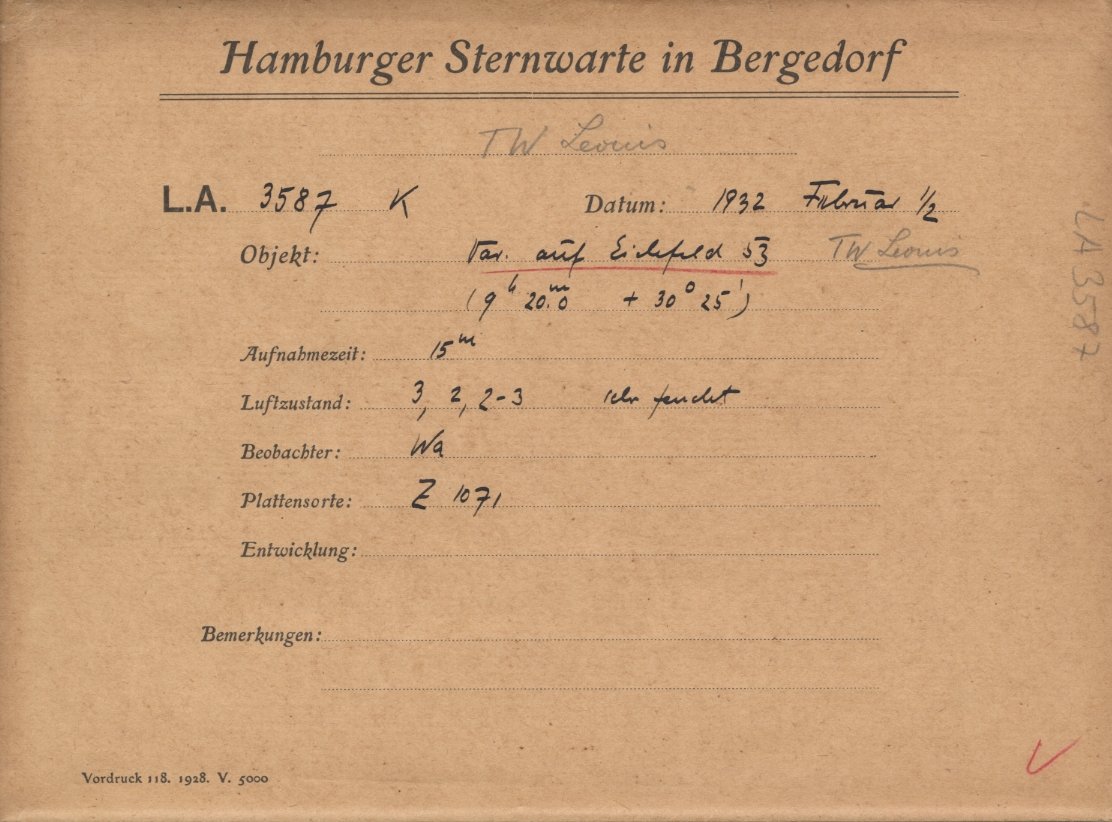 Hamburger Sternwarte in Bergedorf
TW Leonis
L.A. 3587 K Datum: 1932 Februar 1/2
Objekt: Var. auf Eichfeld 53 TW Leonis
(9ʰ 20ᵐ.0 + 30° 25')
Aufnahmezeit: 15ᵐ
Luftzustand: 3, 2, 2-3 sehr feucht
Beobachter: Wa
Plattensorte: Z 1071
Entwicklung:
Bemerkungen:
Vordruck 118. 1928. V. 5000
LA 3587